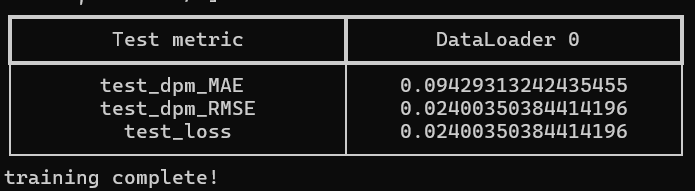 Test metric DataLoader 0
test_dpm_MAE 0.09429313242435455
test_dpm_RMSE 0.02400350384414196
test_loss 0.02400350384414196
training complete!